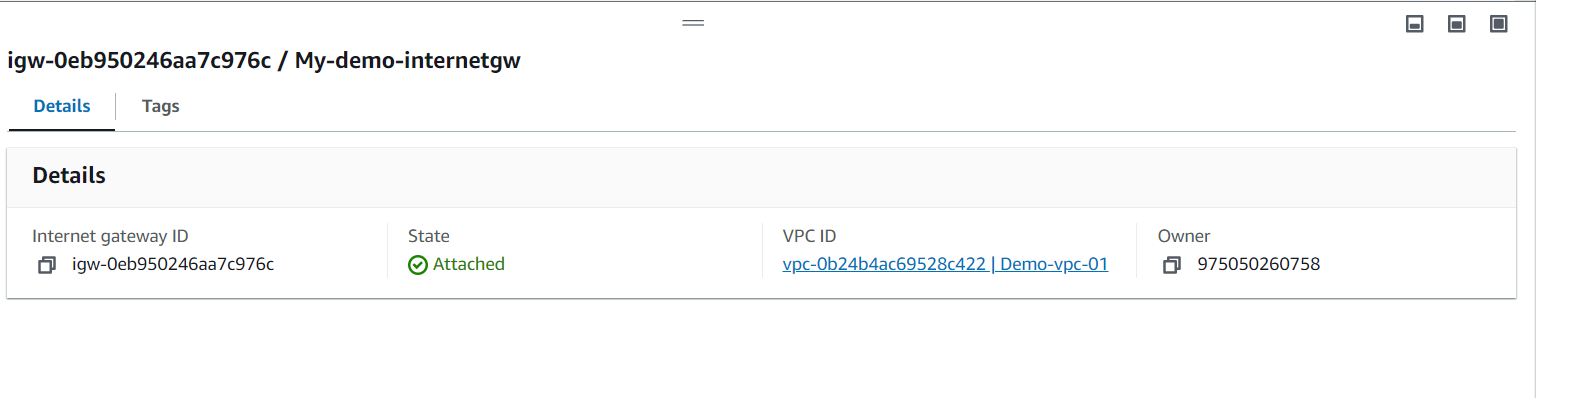 igw-0eb950246aa7c976c / My-demo-internetgw
Details
Tags
Details
Internet gateway ID
igw-0eb950246aa7c976c
State
Attached
VPC ID
vpc-0b24b4ac69528c422 | Demo-vpc-01
Owner
975050260758